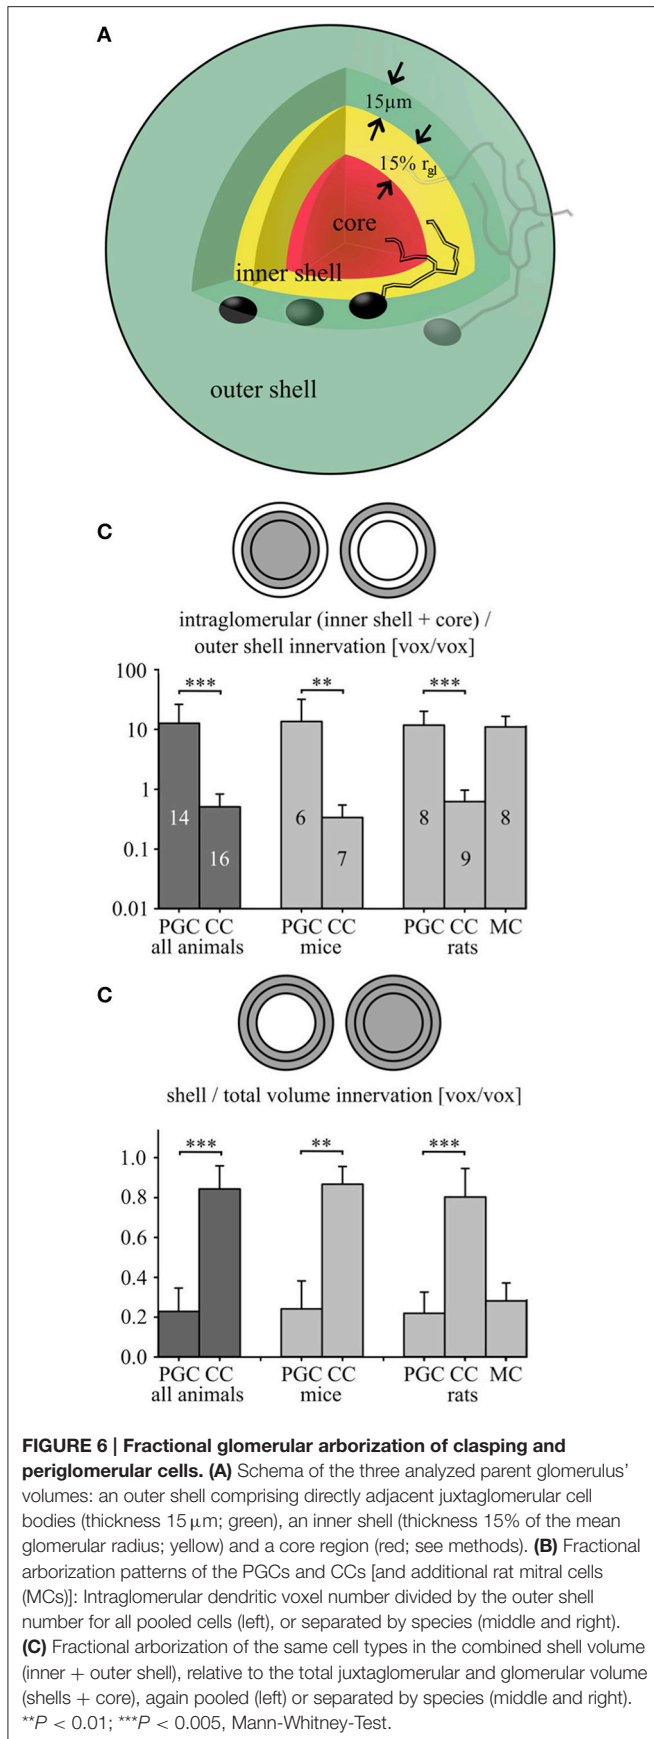 A
15μm
15% rgl
core
inner shell
outer shell
C
intraglomerular (inner shell + core) /
outer shell innervation [vox/vox]
100
*** ** ***
10
1
14 6 8 8
16 7 9
0.1
0.01
PGC CC PGC CC PGC CC MC
all animals mice rats
C
shell / total volume innervation [vox/vox]
*** ** ***
1.0
0.8
0.6
0.4
0.2
0.0
PGC CC PGC CC PGC CC MC
all animals mice rats
FIGURE 6 | Fractional glomerular arborization of clasping and
periglomerular cells. (A) Schema of the three analyzed parent glomerulus'
volumes: an outer shell comprising directly adjacent juxtaglomerular cell
bodies (thickness 15 μm; green), an inner shell (thickness 15% of the mean
glomerular radius; yellow) and a core region (red; see methods). (B) Fractional
arborization patterns of the PGCs and CCs [and additional rat mitral cells
(MCs)]: Intraglomerular dendritic voxel number divided by the outer shell
number for all pooled cells (left), or separated by species (middle and right).
(C) Fractional arborization of the same cell types in the combined shell volume
(inner + outer shell), relative to the total juxtaglomerular and glomerular volume
(shells + core), again pooled (left) or separated by species (middle and right).
**P < 0.01; ***P < 0.005, Mann-Whitney-Test.